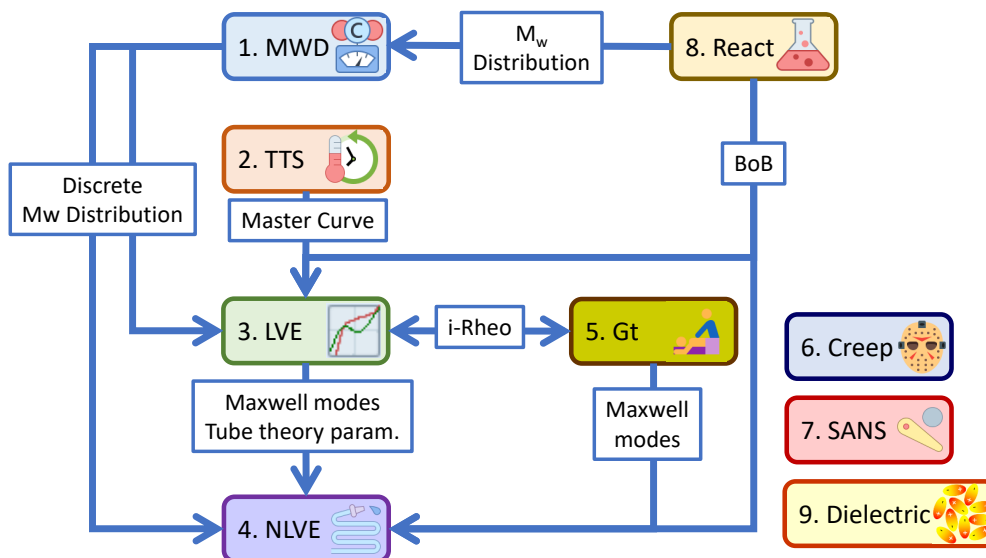 1. MWD
C
M_w
Distribution
8. React
2. TTS
BoB
Discrete
Mw Distribution
Master Curve
3. LVE
i-Rheo
5. Gt
6. Creep
Maxwell modes
Tube theory param.
Maxwell
modes
7. SANS
4. NLVE
9. Dielectric